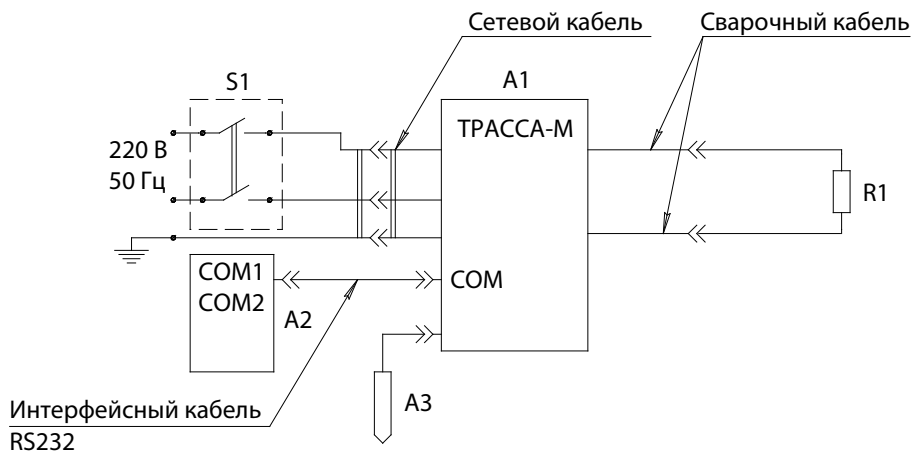 Сетевой кабель
Сварочный кабель
S1
A1
ТРАССА-М
220 В
50 Гц
R1
COM1
COM2
COM
A2
A3
Интерфейсный кабель
RS232